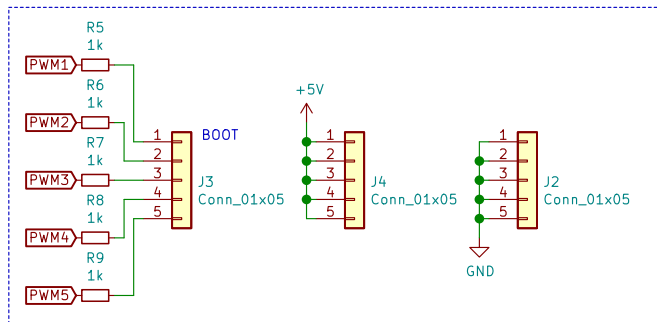 R5
1k
PWM1
R6
1k
PWM2
R7
1k
PWM3
R8
1k
PWM4
R9
1k
PWM5
1
2
3
4
5
BOOT
J3
Conn_01x05
+5V
1
2
3
4
5
J4
Conn_01x05
1
2
3
4
5
J2
Conn_01x05
GND